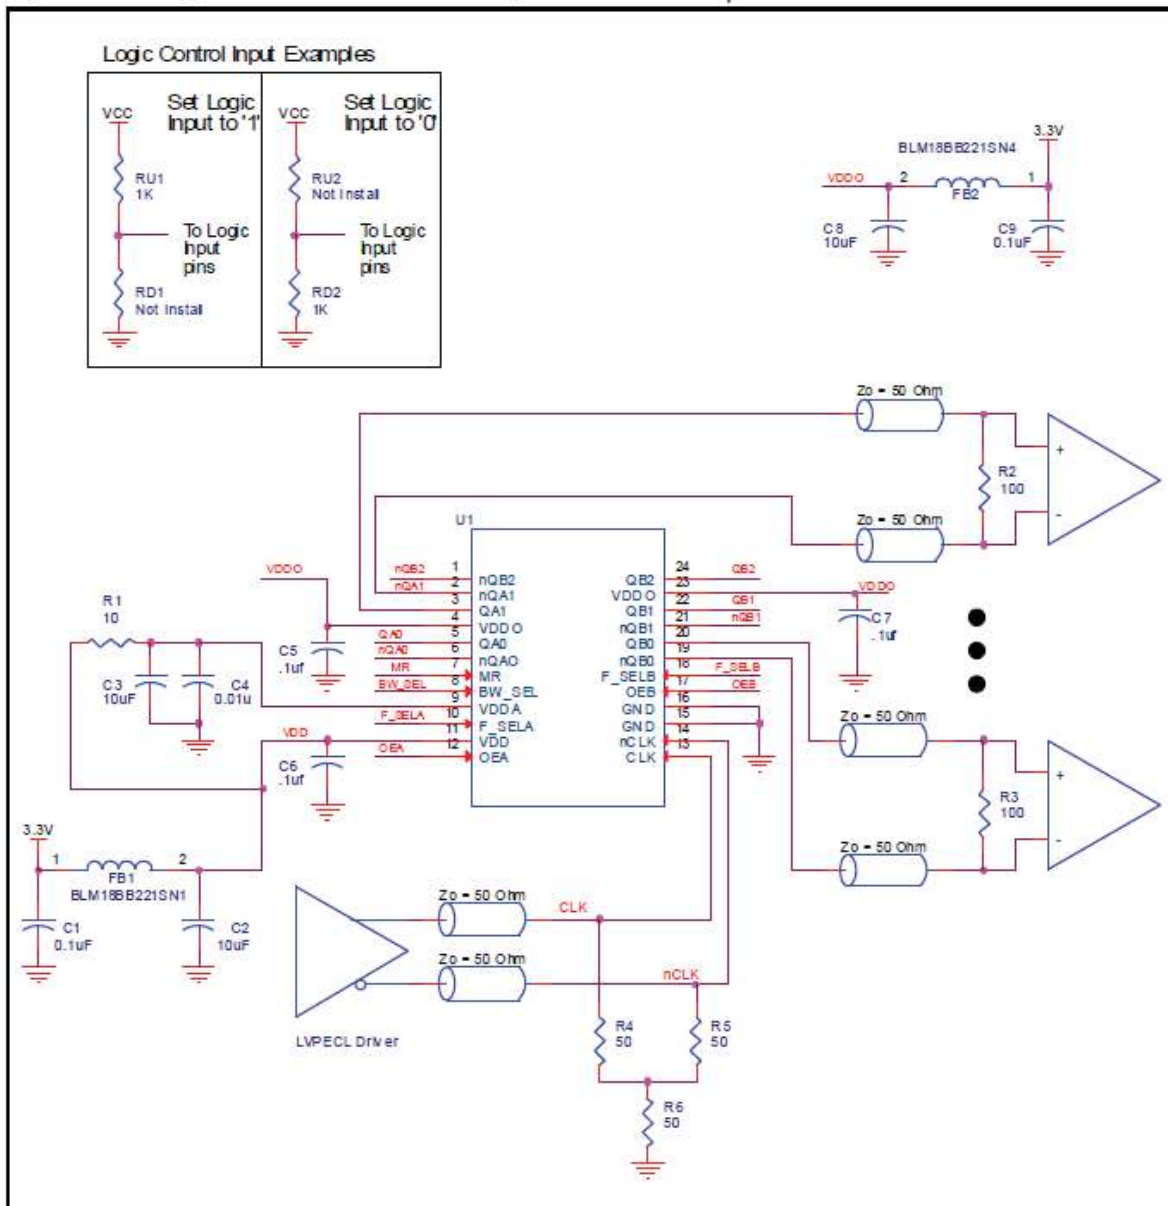 Logic Control Input Examples
Set Logic
Input to '1'
VCC
RU1
1K
To Logic
Input
pins
RD1
Not Install
Set Logic
Input to '0'
VCC
RU2
Not Install
To Logic
Input
pins
RD2
1K
3.3V
BLM18BB221SN4
VDDO
2
1
FB2
C8
10uF
C9
0.1uF
Zo = 50 Ohm
R2
100
+
-
Zo = 50 Ohm
U1
nQB2
1
nQB2
nQA1
2
nQA1
3
QA1
VDDO
4
VDDO
QA0
5
QA0
nQA0
6
nQAO
MR
7
MR
BW_SEL
8
BW_SEL
9
VDDA
F_SELA
10
F_SELA
VDD
11
VDD
OEA
12
OEA
24
QB2
QB2
23
VDDO
VDDO
22
QB1
QB1
21
nQB1
nQB1
20
QB0
19
nQB0
18
F_SELB
F_SELB
17
OEB
OEB
16
GND
15
GND
14
nCLK
13
CLK
R1
10
C3
10uF
C4
0.01u
C5
.1uf
C6
.1uf
C7
.1uf
3.3V
1
2
FB1
BLM18BB221SN1
C1
0.1uF
C2
10uF
Zo = 50 Ohm
R3
100
+
-
Zo = 50 Ohm
Zo = 50 Ohm
CLK
Zo = 50 Ohm
nCLK
LVPECL Driver
R4
50
R5
50
R6
50